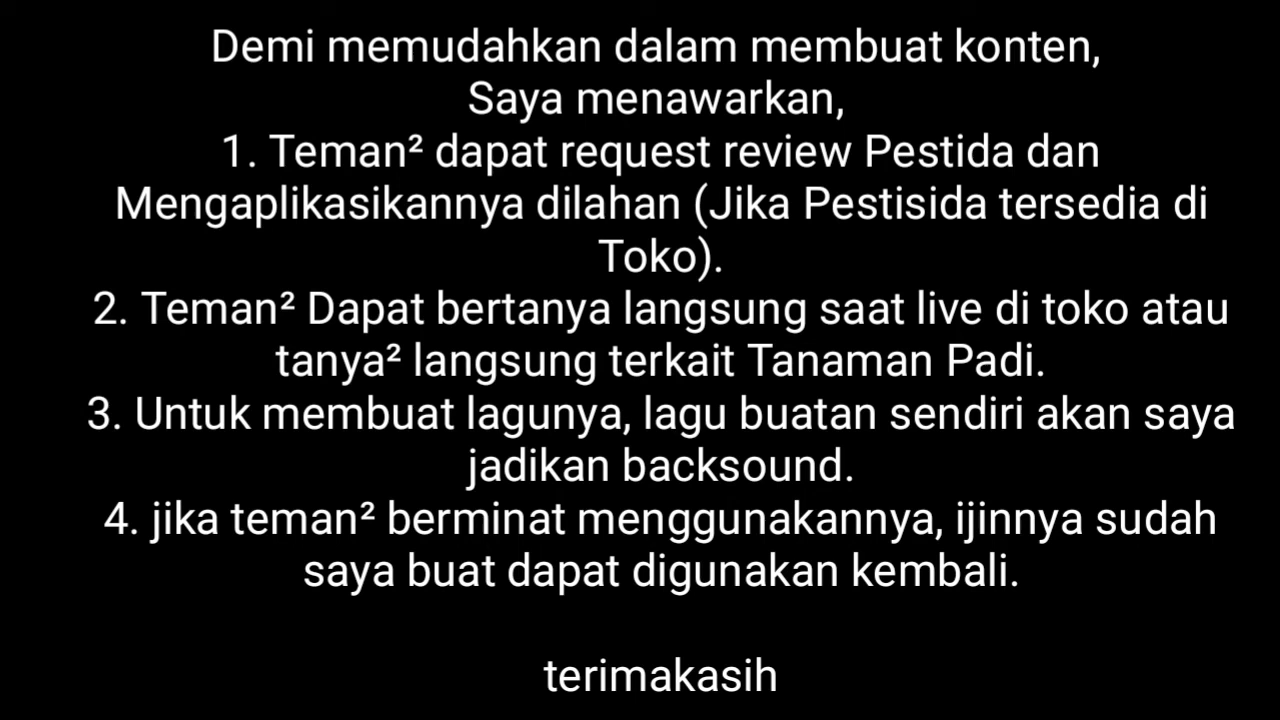 Demi memudahkan dalam membuat konten,
Saya menawarkan,
1. Teman² dapat request review Pestida dan
Mengaplikasikannya dilahan (Jika Pestisida tersedia di
Toko).
2. Teman² Dapat bertanya langsung saat live di toko atau
tanya² langsung terkait Tanaman Padi.
3. Untuk membuat lagunya, lagu buatan sendiri akan saya
jadikan backsound.
4. jika teman² berminat menggunakannya, ijinnya sudah
saya buat dapat digunakan kembali.
terimakasih